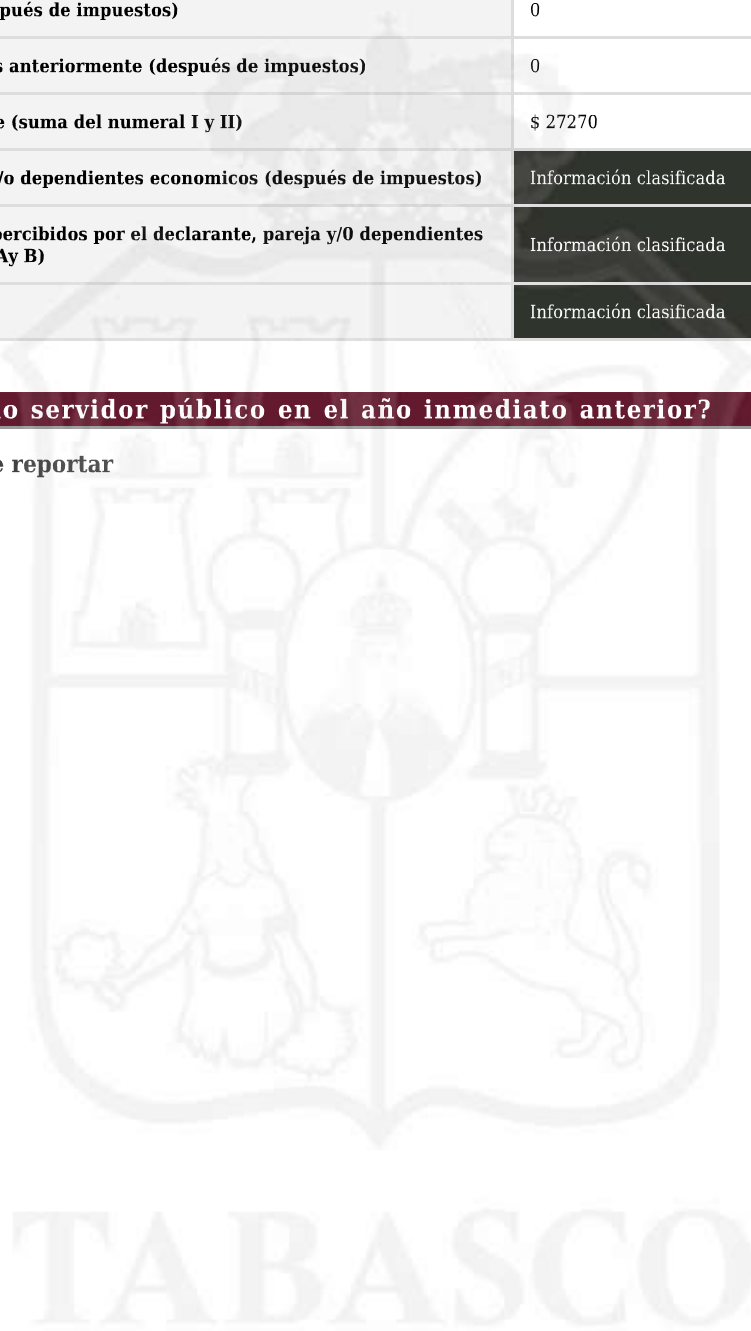 pués de impuestos) 0
s anteriormente (después de impuestos) 0
e (suma del numeral I y II) $ 27270
/o dependientes economicos (después de impuestos) Información clasificada
percibidos por el declarante, pareja y/0 dependientes Información clasificada
Ay B)
Información clasificada
o servidor público en el año inmediato anterior?
e reportar
TABASCO